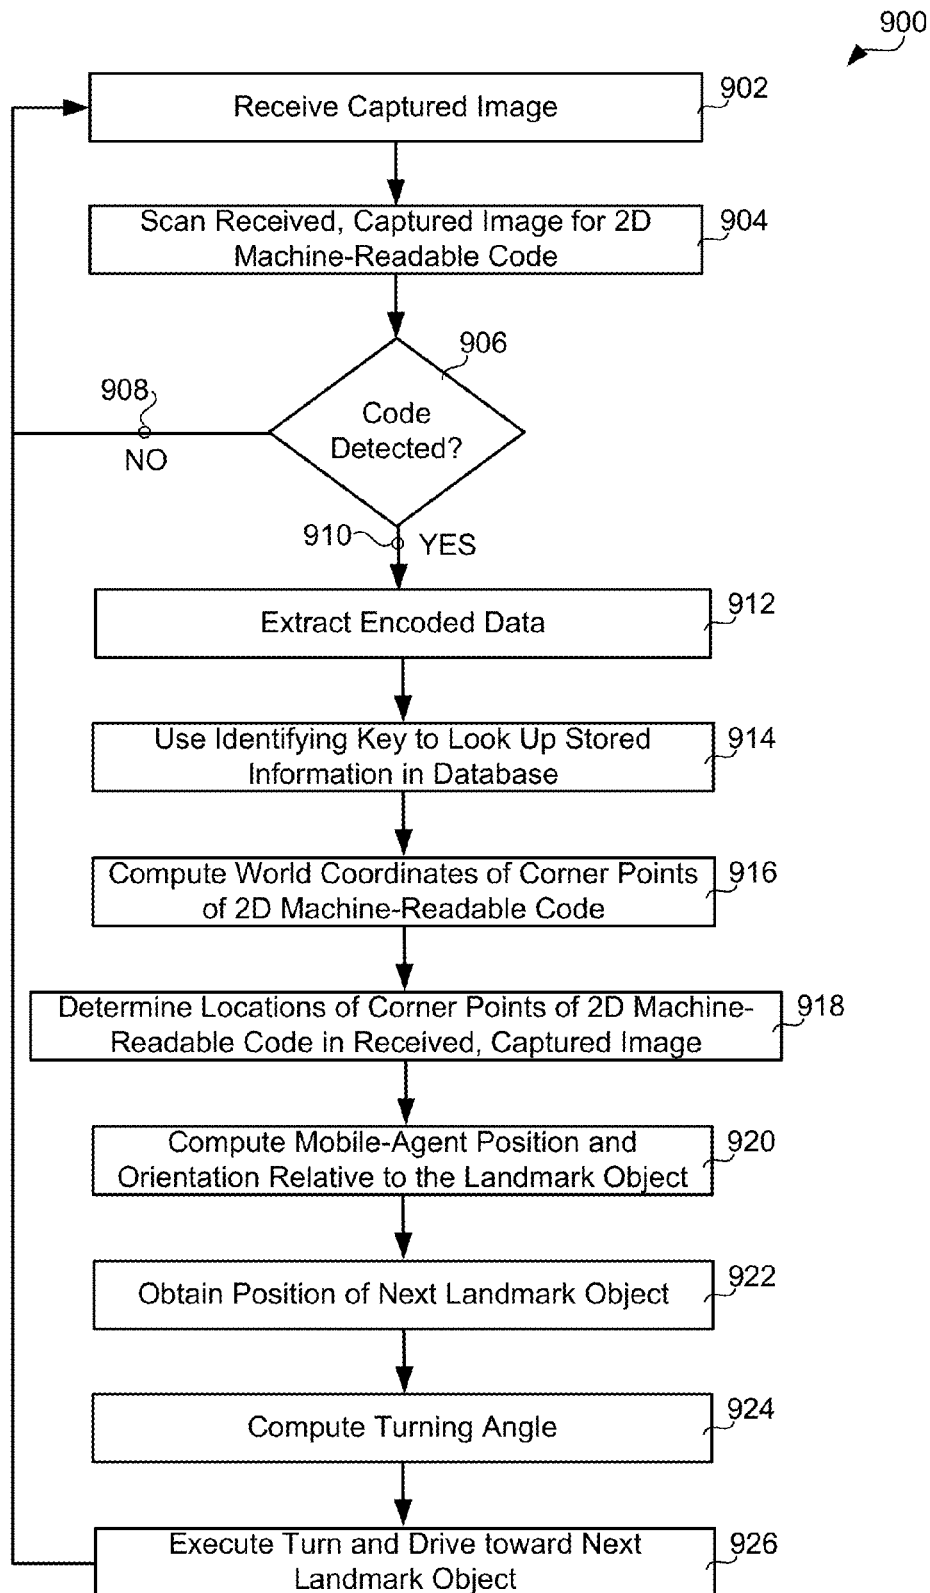 900
Receive Captured Image
902
Scan Received, Captured Image for 2D
Machine-Readable Code
904
906
Code
Detected?
908
NO
910
YES
Extract Encoded Data
912
Use Identifying Key to Look Up Stored
Information in Database
914
Compute World Coordinates of Corner Points
of 2D Machine-Readable Code
916
Determine Locations of Corner Points of 2D Machine-
Readable Code in Received, Captured Image
918
Compute Mobile-Agent Position and
Orientation Relative to the Landmark Object
920
Obtain Position of Next Landmark Object
922
Compute Turning Angle
924
Execute Turn and Drive toward Next
Landmark Object
926